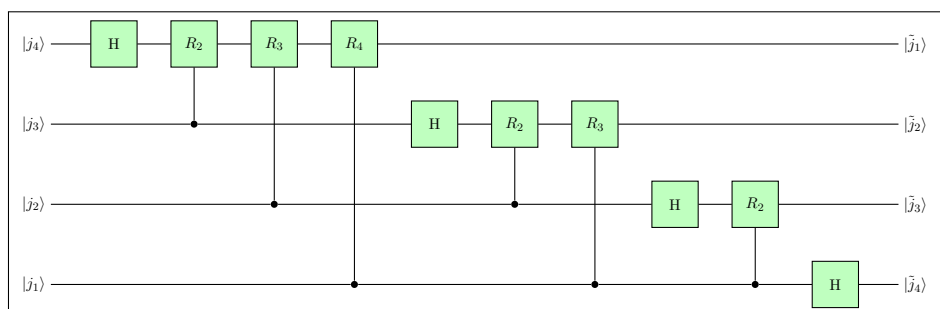 |j₄⟩ H R₂ R₃ R₄ |j̃₁⟩
|j₃⟩ H R₂ R₃ |j̃₂⟩
|j₂⟩ H R₂ |j̃₃⟩
|j₁⟩ H |j̃₄⟩